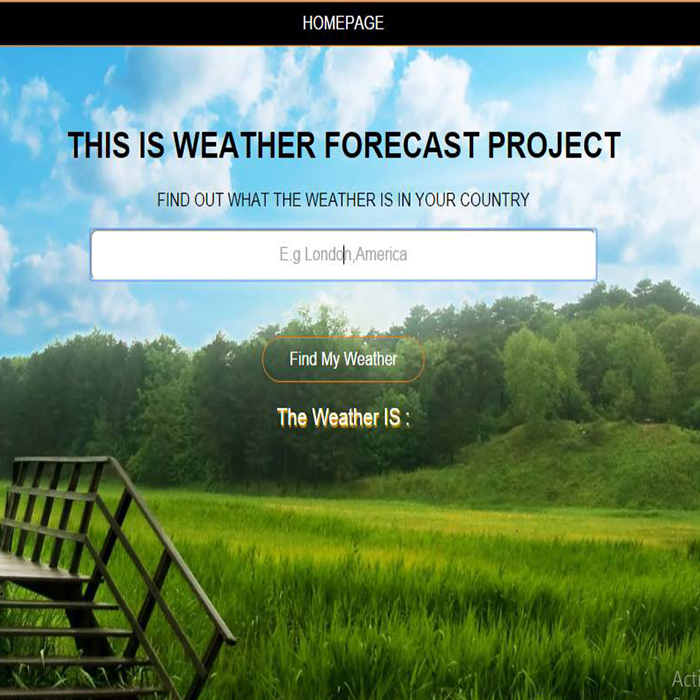 HOMEPAGE
THIS IS WEATHER FORECAST PROJECT
FIND OUT WHAT THE WEATHER IS IN YOUR COUNTRY
E.g London,America
Find My Weather
The Weather IS :